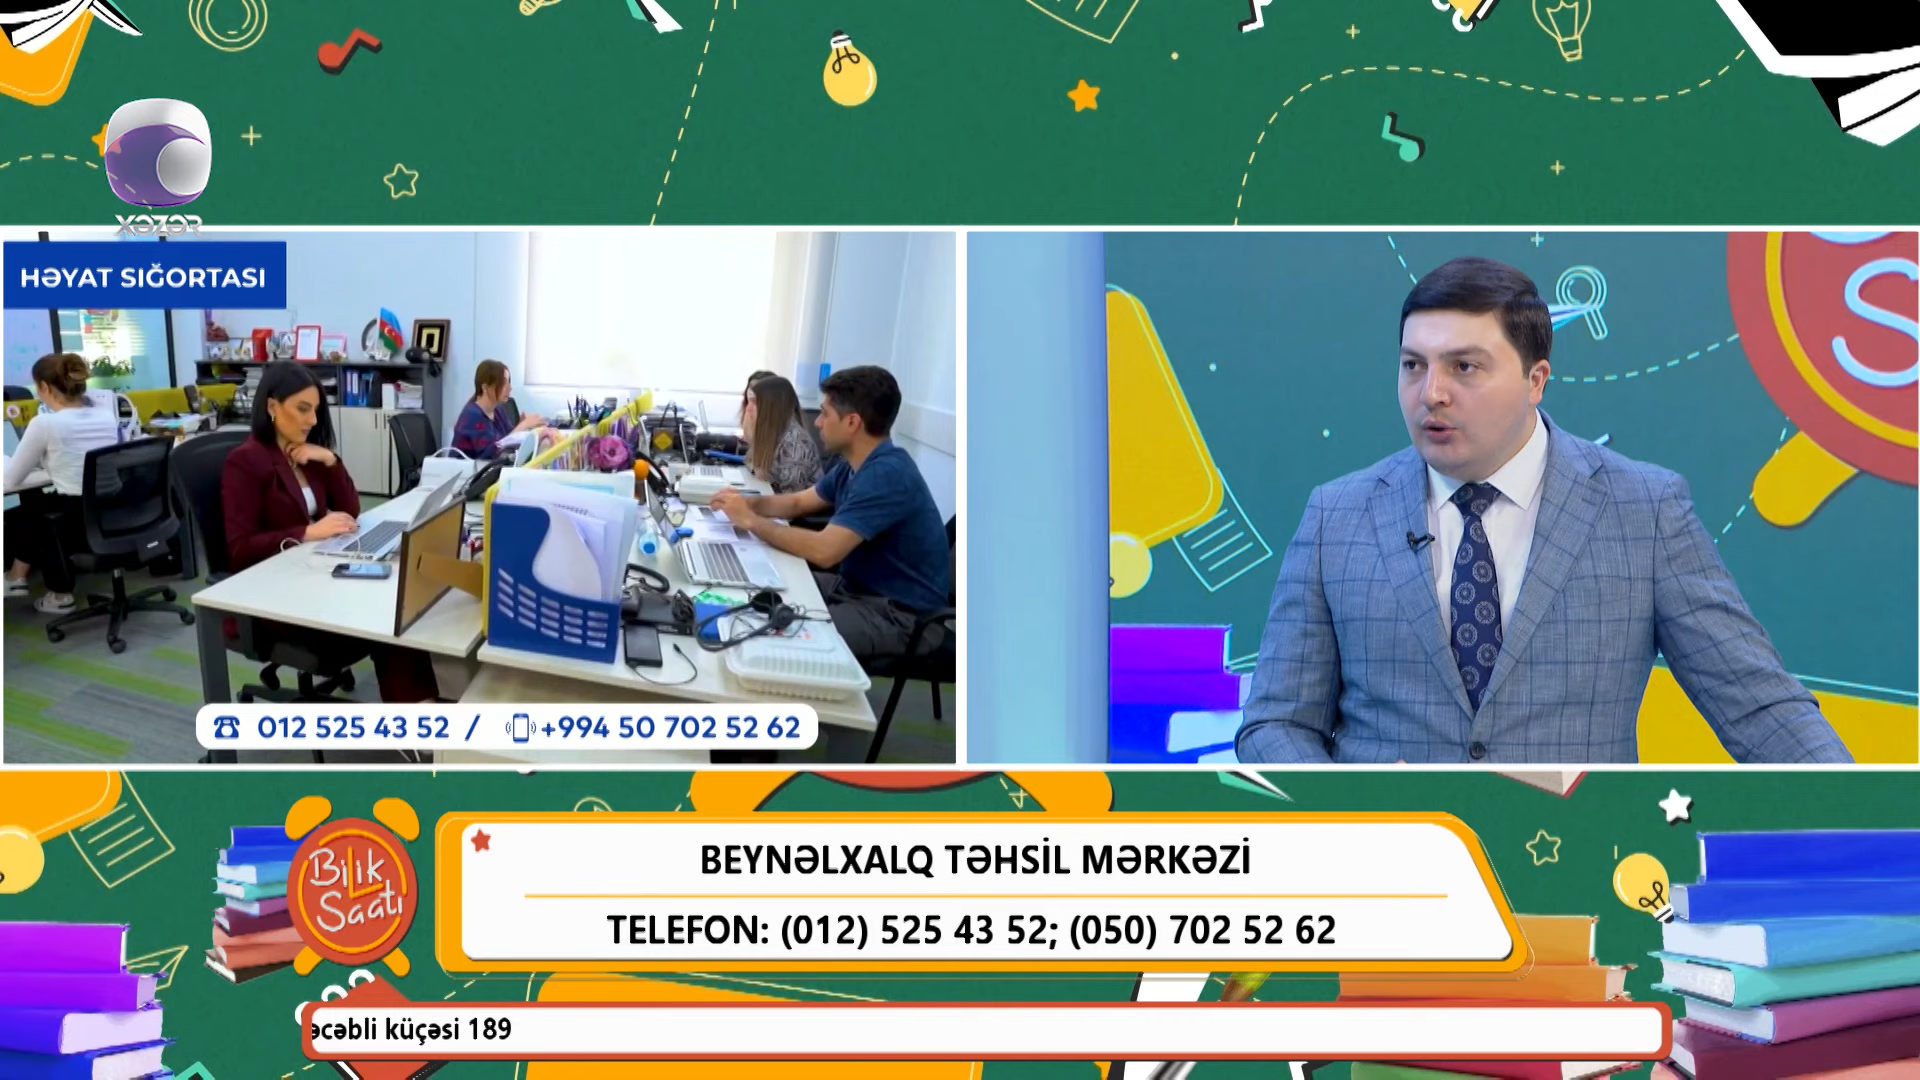 XƏZƏR
HƏYAT SIĞORTASI
012 525 43 52 / +994 50 702 52 62
Bilik
Saatı
BEYNƏLXALQ TƏHSİL MƏRKƏZİ
TELEFON: (012) 525 43 52; (050) 702 52 62
əcəbli küçəsi 189